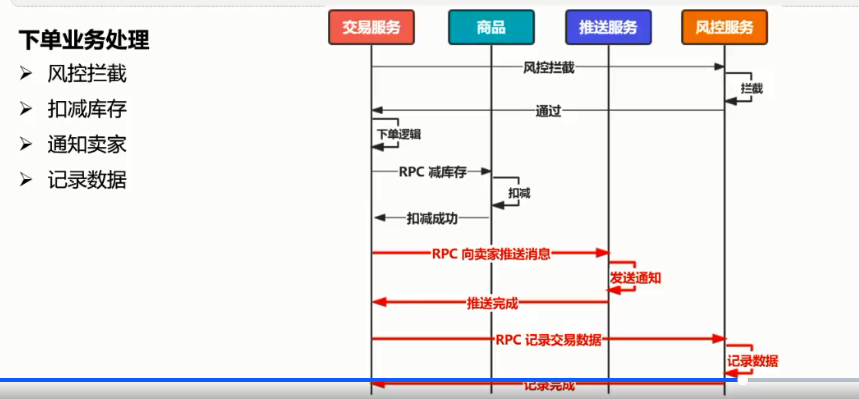 下单业务处理
风控拦截
扣减库存
通知卖家
记录数据
交易服务
商品
推送服务
风控服务
风控拦截
拦截
通过
下单逻辑
RPC 减库存
扣减
扣减成功
RPC 向卖家推送消息
发送通知
推送完成
RPC 记录交易数据
记录数据
记录完成